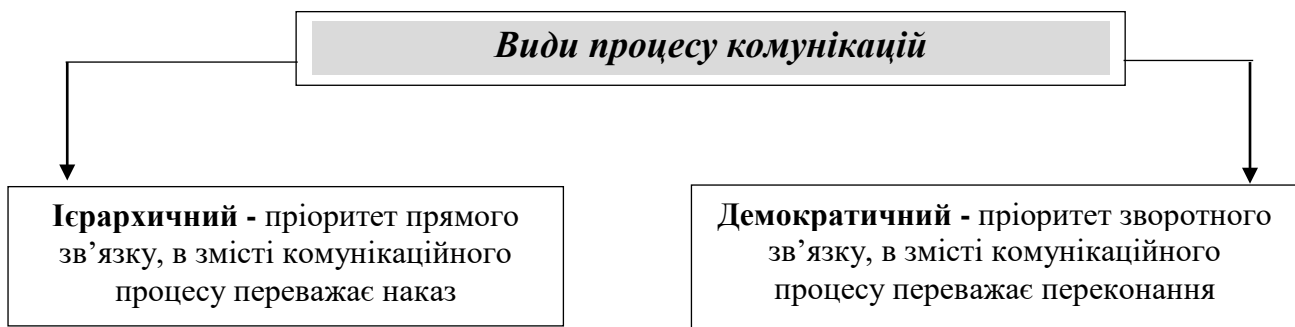 Види процесу комунікацій
Ієрархичний - пріоритет прямого
зв’язку, в змісті комунікаційного
процесу переважає наказ
Демократичний - пріоритет зворотного
зв’язку, в змісті комунікаційного
процесу переважає переконання